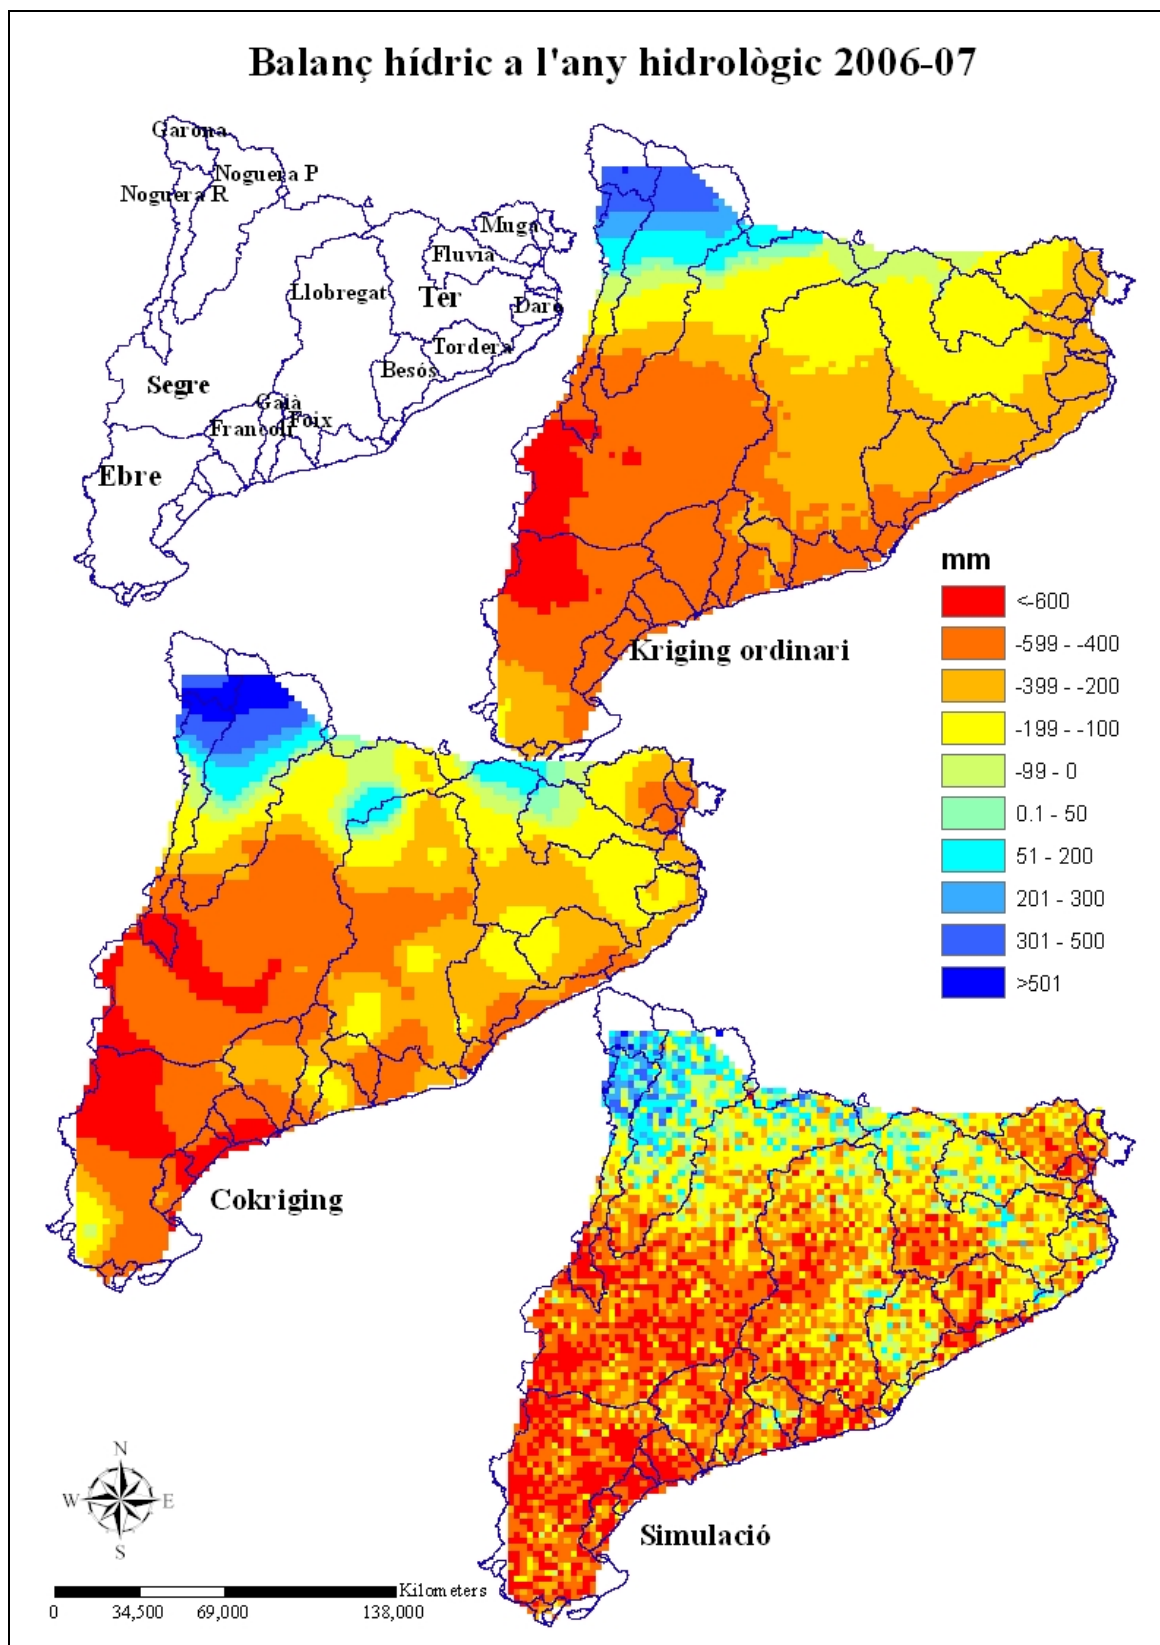 Balanç hídric a l'any hidrològic 2006-07
Garona
Noguera P
Noguera R
Muga
Fluvia
Llobregat
Ter
Daró
Tordera
Besós
Segre
Gaià
Foix
Francolí
Ebre
mm
<-600
-599 - -400
-399 - -200
-199 - -100
-99 - 0
0.1 - 50
51 - 200
201 - 300
301 - 500
>501
Kriging ordinari
Cokriging
Simulació
N
W
E
S
Kilometers
0 34,500 69,000 138,000